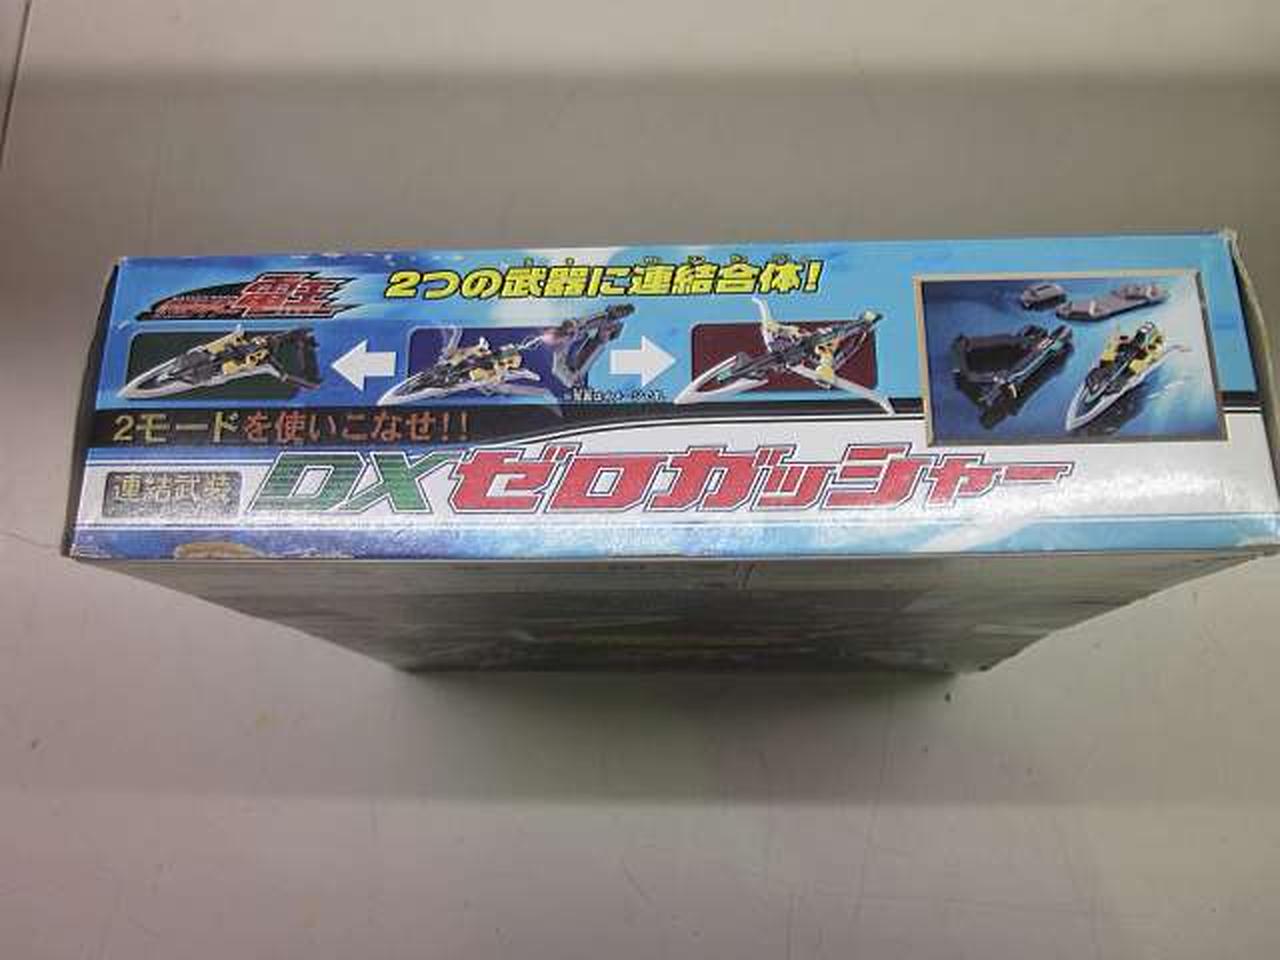 電王
2つの武器に連結合体!
2モードを使いこなせ!!
連結武装
DXゼロガッシャー